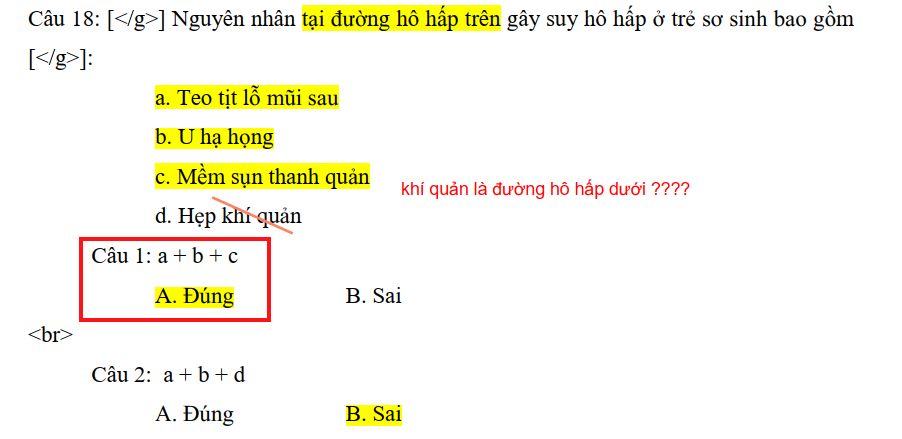 Câu 18: [</g>] Nguyên nhân tại đường hô hấp trên gây suy hô hấp ở trẻ sơ sinh bao gồm
[</g>]:
a. Teo tịt lỗ mũi sau
b. U hạ họng
c. Mềm sụn thanh quản
khí quản là đường hô hấp dưới ????
d. Hẹp khí quản
Câu 1: a + b + c
A. Đúng B. Sai
<br>
Câu 2: a + b + d
A. Đúng B. Sai